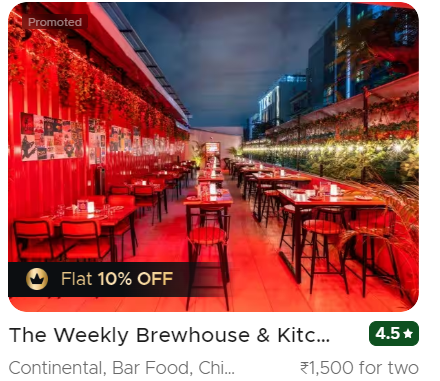 Promoted
Flat 10% OFF
The Weekly Brewhouse & Kitc...
4.5★
Continental, Bar Food, Chi...
₹1,500 for two